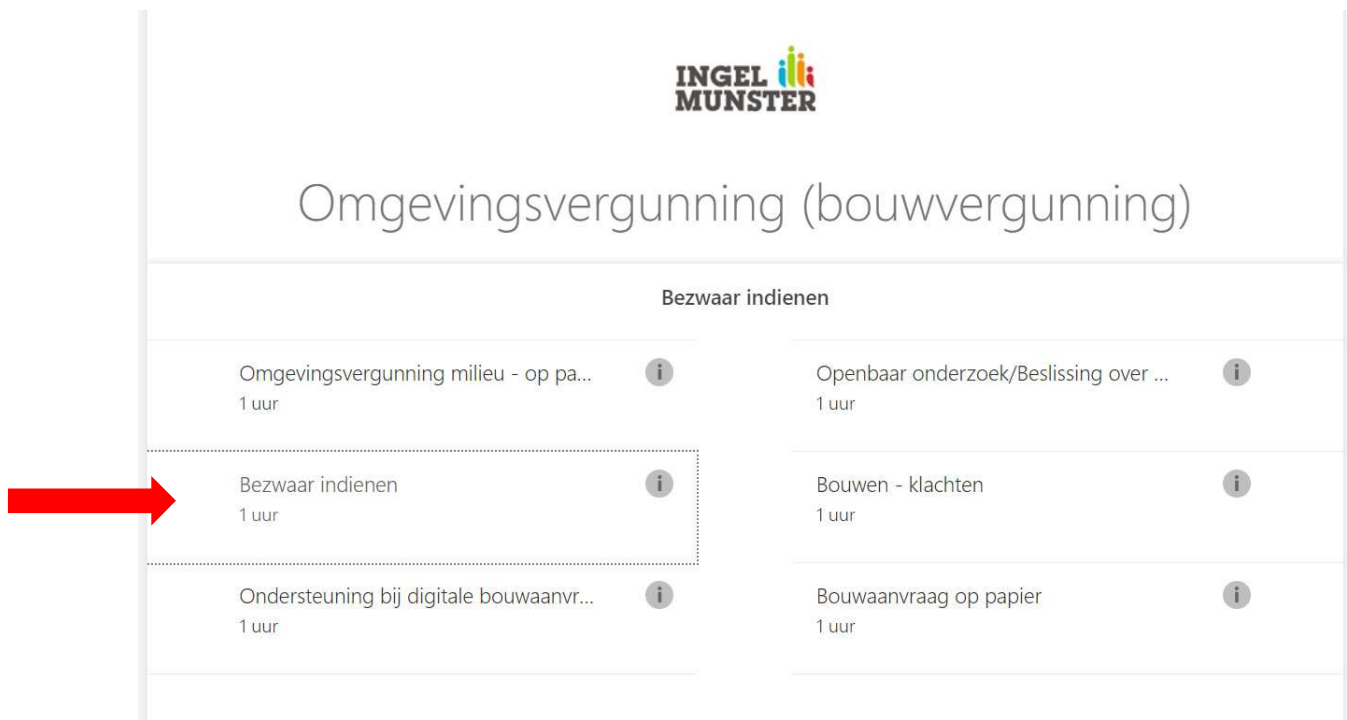 INGEL
MUNSTER
Omgevingsvergunning (bouwvergunning)
Bezwaar indienen
Omgevingsvergunning milieu - op pa...
1 uur
Openbaar onderzoek/Beslissing over ...
1 uur
Bezwaar indienen
1 uur
Bouwen - klachten
1 uur
Ondersteuning bij digitale bouwaanvr...
1 uur
Bouwaanvraag op papier
1 uur